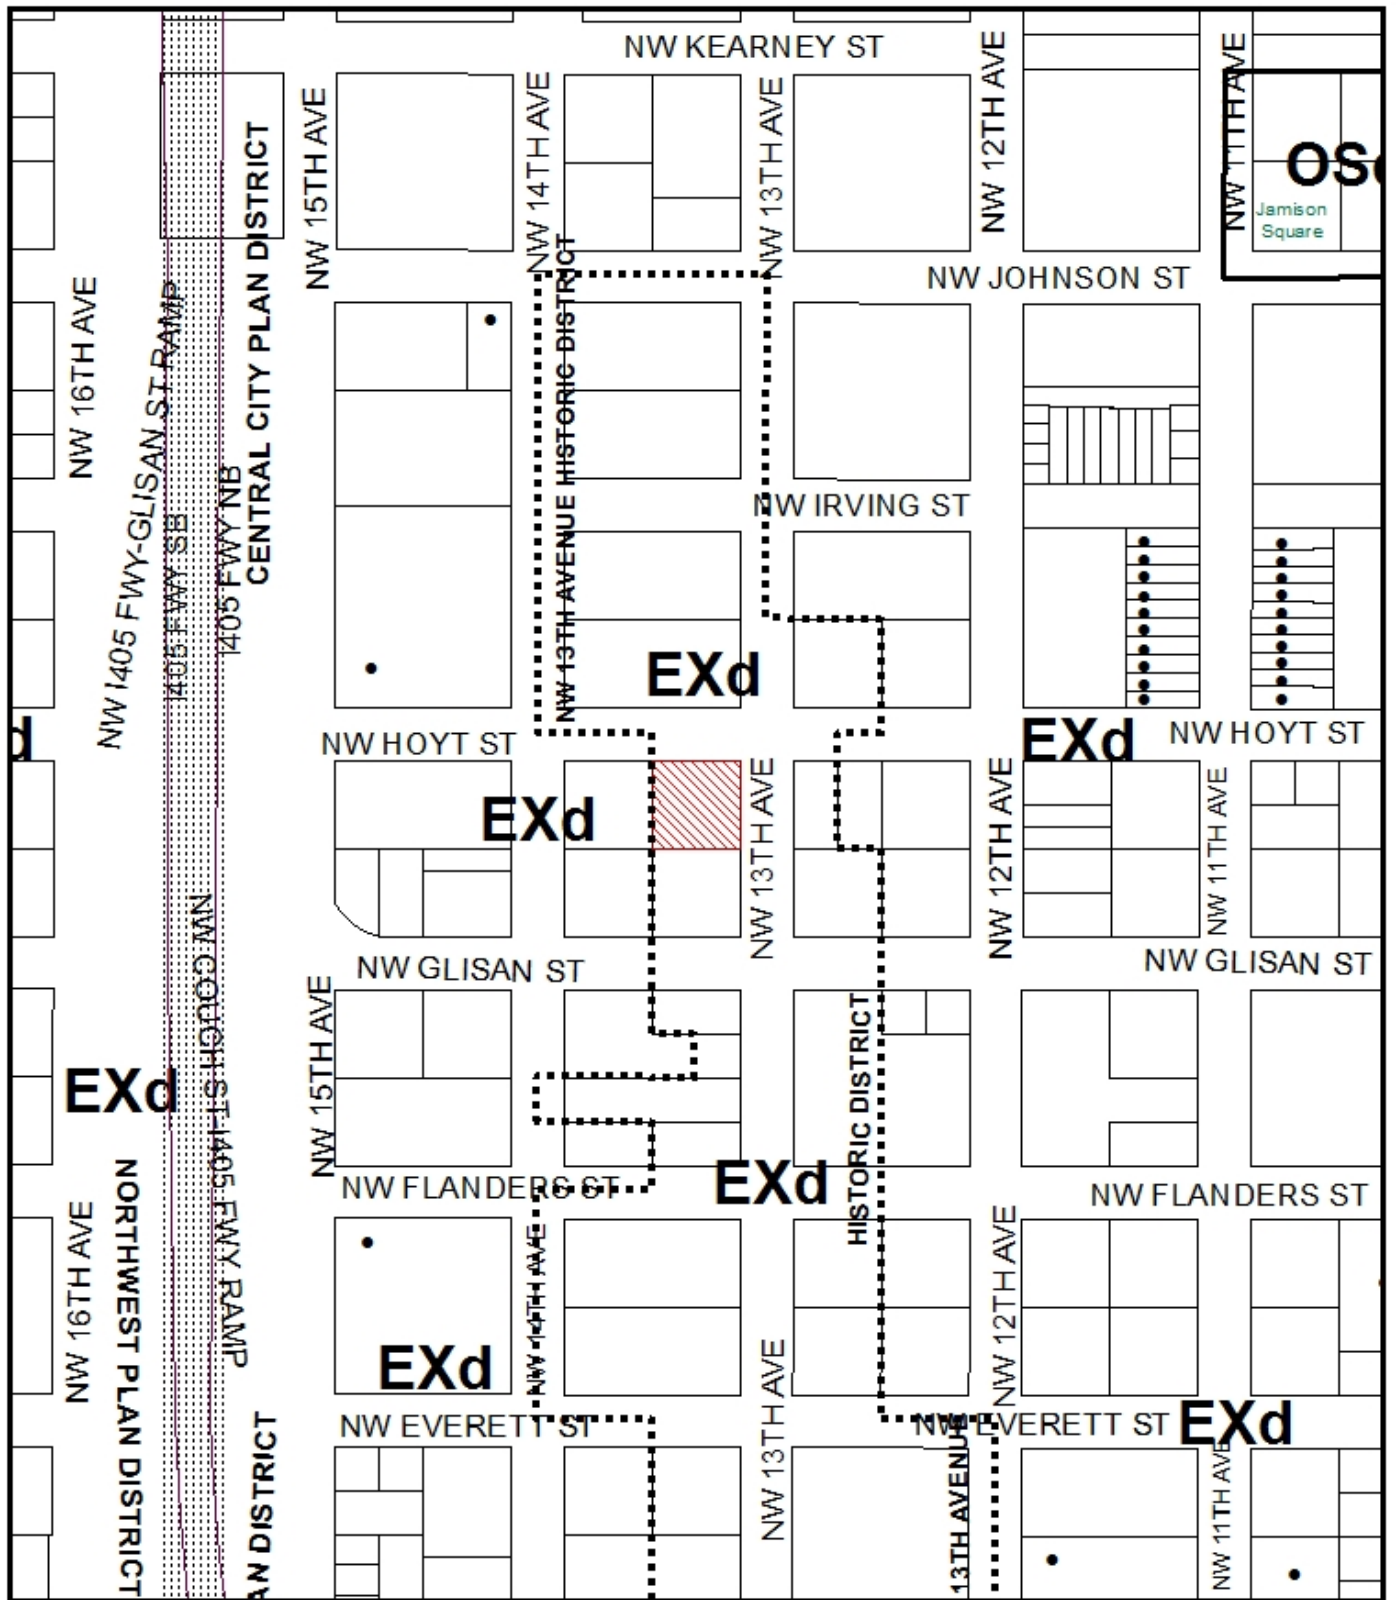 NW KEARNEY ST
NW 15TH AVE
NW 14TH AVE
NW 13TH AVE
NW 12TH AVE
NW 11TH AVE
OS
Jamison
Square
CENTRAL CITY PLAN DISTRICT
NW JOHNSON ST
NW 16TH AVE
NW I405 FWY-GLISAN ST RAMP
I405 FWY SB
I405 FWY NB
NW 13TH AVENUE HISTORIC DISTRICT
NW IRVING ST
EXd
d
NW HOYT ST
EXd
NW HOYT ST
EXd
NW 13TH AVE
NW 12TH AVE
NW 11TH AVE
NW COUCH ST-I405 FWY RAMP
NW GLISAN ST
NW GLISAN ST
NW 15TH AVE
HISTORIC DISTRICT
EXd
EXd
NW FLANDERS ST
NW FLANDERS ST
NORTHWEST PLAN DISTRICT
NW 16TH AVE
NW 14TH AVE
NW 12TH AVE
EXd
NW 13TH AVE
NW EVERETT ST
NW EVERETT ST
EXd
AN DISTRICT
13TH AVENUE
NW 11TH AVE